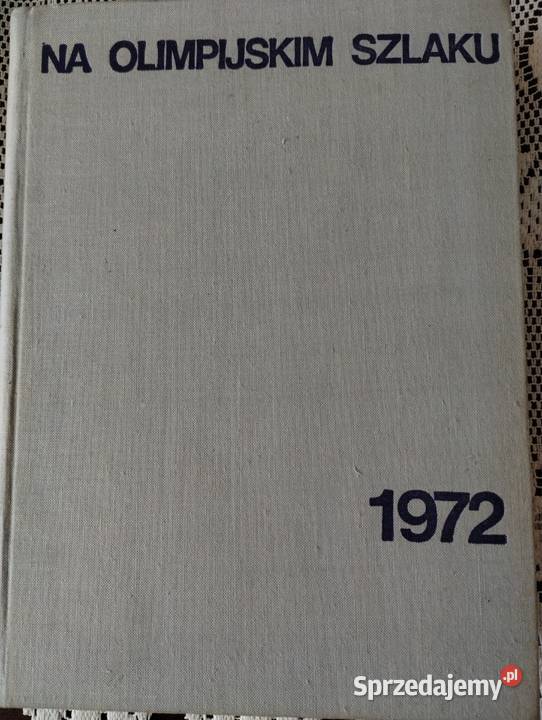 NA OLIMPIJSKIM SZLAKU
1972
Sprzedajemy.pl